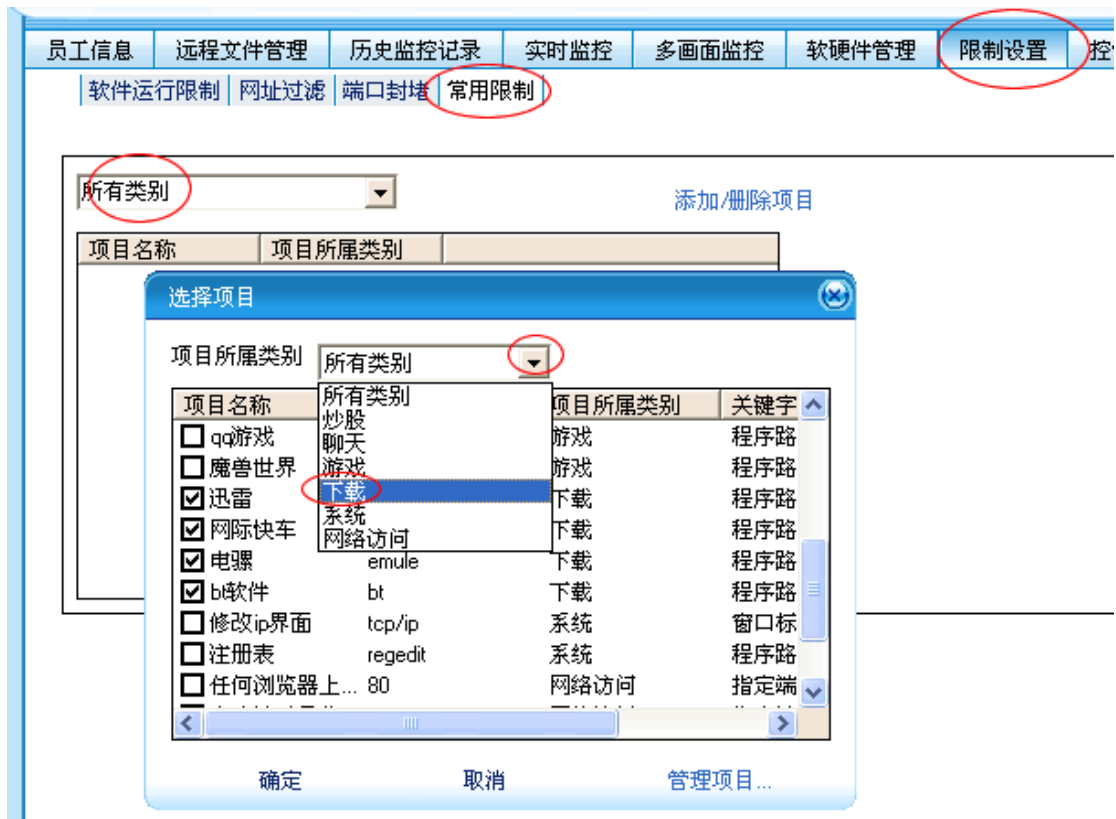 员工信息 远程文件管理 历史监控记录 实时监控 多画面监控 软硬件管理 限制设置 控
软件运行限制 网址过滤 端口封堵 常用限制
所有类别 添加/删除项目
项目名称 项目所属类别
选择项目
项目所属类别 所有类别
项目名称 项目所属类别 关键字
所有类别
炒股
聊天
游戏
下载
系统
网络访问
qq游戏 游戏 程序路
魔兽世界 游戏 程序路
迅雷 下载 程序路
网际快车 下载 程序路
电骡 emule 下载 程序路
bt软件 bt 下载 程序路
修改ip界面 tcp/ip 系统 窗口标
注册表 regedit 系统 程序路
任何浏览器上... 80 网络访问 指定端
确定 取消 管理项目...